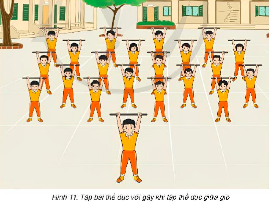 Hình 11. Tập bài thể dục với gậy khi tập thể dục giữa giờ